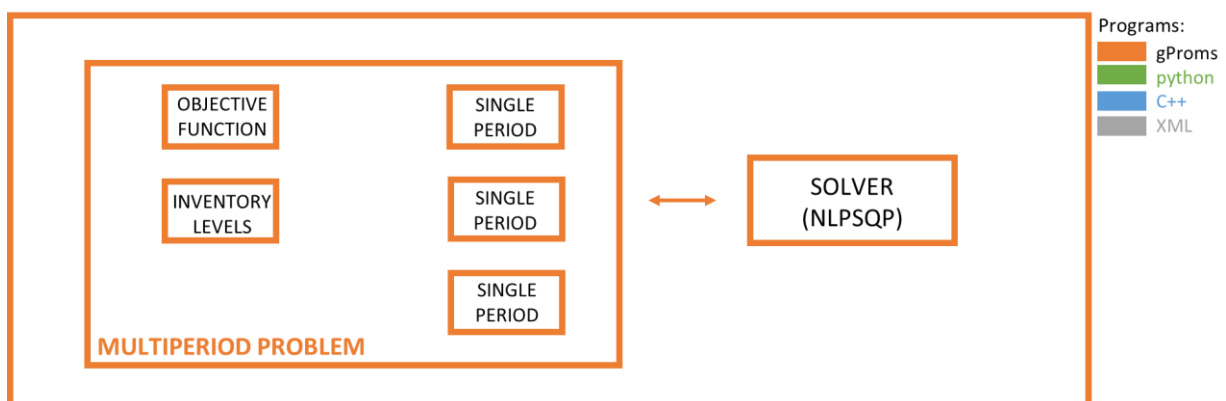 OBJECTIVE
FUNCTION
INVENTORY
LEVELS
SINGLE
PERIOD
SINGLE
PERIOD
SINGLE
PERIOD
MULTIPERIOD PROBLEM
SOLVER
(NLPSQP)
Programs:
gProms
python
C++
XML